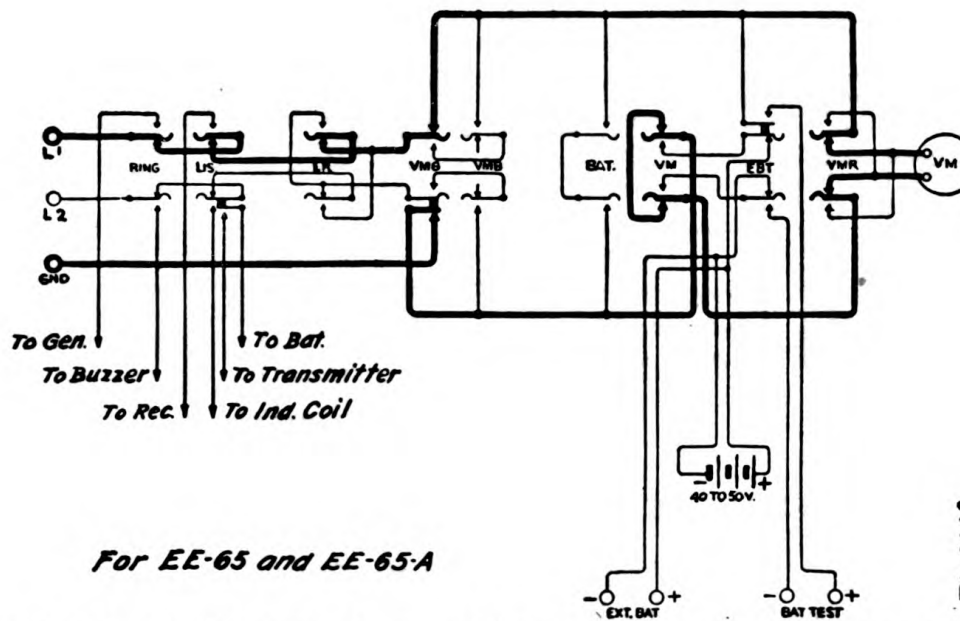 L1
RING
LIS.
LR
VMG
VMB
BAT.
VM
EBT
VMR
VM
L2
GND
To Gen.
To Bat.
To Buzzer
To Transmitter
To Rec.
To Ind. Coil
- +
40 TO 50V.
For EE-65 and EE-65-A
- + - +
EXT. BAT BAT TEST